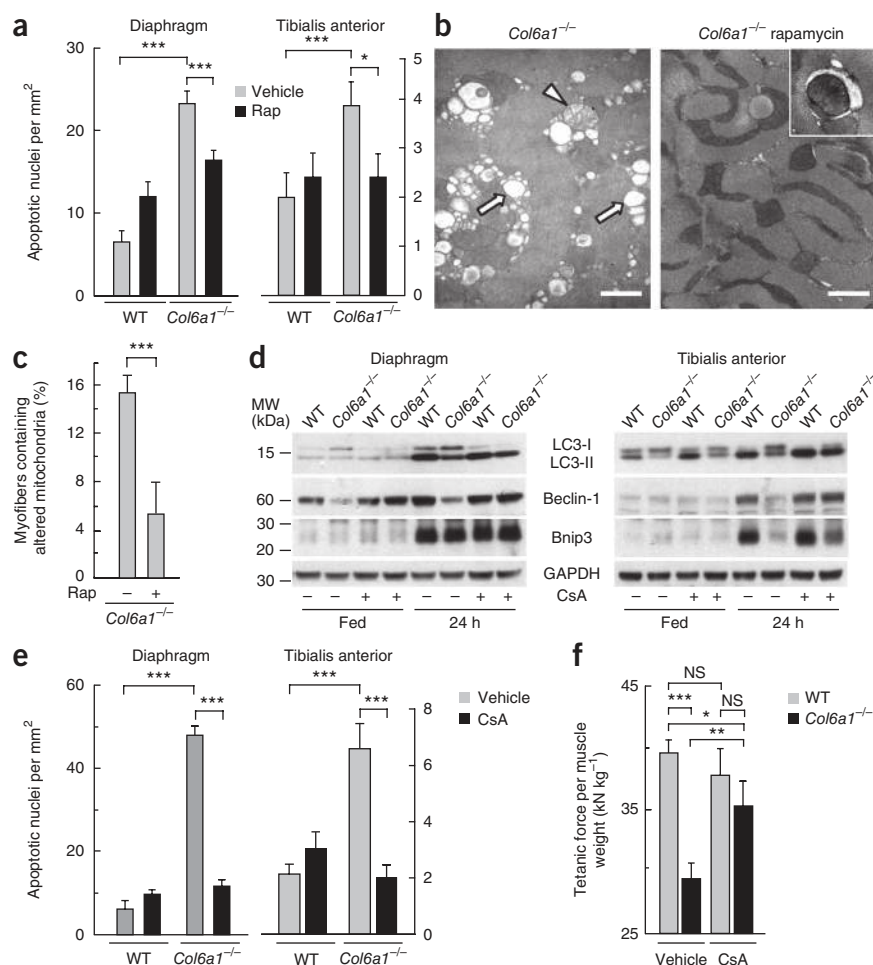 a
Diaphragm
Tibialis anterior
***
***
***
*
Vehicle
Rap
Apoptotic nuclei per mm²
30
20
10
0
5
4
3
2
1
0
WT
Col6a1–/–
WT
Col6a1–/–
b
Col6a1–/–
Col6a1–/– rapamycin
c
***
Myofibers containing
altered mitochondria (%)
16
12
8
4
0
Rap
– +
Col6a1–/–
d
Diaphragm
Tibialis anterior
MW
(kDa)
WT Col6a1–/– WT Col6a1–/– WT Col6a1–/– WT Col6a1–/–
WT Col6a1–/– WT Col6a1–/– WT Col6a1–/– WT Col6a1–/–
15
60
30
20
30
LC3-I
LC3-II
Beclin-1
Bnip3
GAPDH
– – + + – – + + CsA – – + + – – + +
Fed 24 h Fed 24 h
e
Diaphragm
Tibialis anterior
***
***
***
***
Vehicle
CsA
Apoptotic nuclei per mm²
60
40
20
10
0
8
6
4
2
0
WT
Col6a1–/–
WT
Col6a1–/–
f
NS
***
NS
*
**
WT
Col6a1–/–
Tetanic force per muscle
weight (kN kg–1)
45
35
25
Vehicle CsA